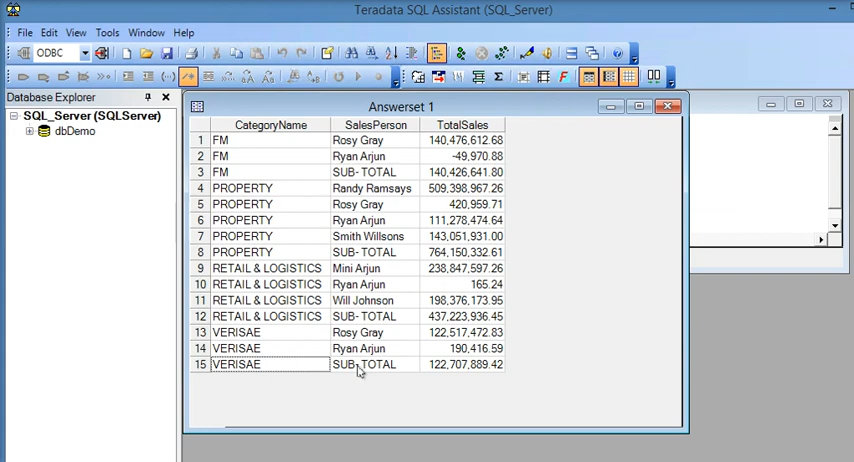 Teradata SQL Assistant (SQL_Server)
File Edit View Tools Window Help
ODBC
Database Explorer
SQL_Server (SQLServer)
dbDemo
Answerset 1
CategoryName SalesPerson TotalSales
1 FM Rosy Gray 140,476,612.68
2 FM Ryan Arjun -49,970.88
3 FM SUB- TOTAL 140,426,641.80
4 PROPERTY Randy Ramsays 509,398,967.26
5 PROPERTY Rosy Gray 420,959.71
6 PROPERTY Ryan Arjun 111,278,474.64
7 PROPERTY Smith Willsons 143,051,931.00
8 PROPERTY SUB- TOTAL 764,150,332.61
9 RETAIL & LOGISTICS Mini Arjun 238,847,597.26
10 RETAIL & LOGISTICS Ryan Arjun 165.24
11 RETAIL & LOGISTICS Will Johnson 198,376,173.95
12 RETAIL & LOGISTICS SUB- TOTAL 437,223,936.45
13 VERISAE Rosy Gray 122,517,472.83
14 VERISAE Ryan Arjun 190,416.59
15 VERISAE SUB- TOTAL 122,707,889.42